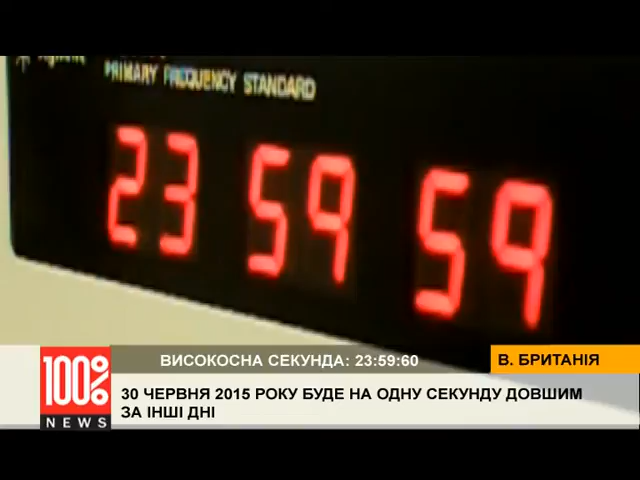 PRIMARY FREQUENCY STANDARD
23 59 59
ВИСОКОСНА СЕКУНДА: 23:59:60
В. БРИТАНІЯ
100%
NEWS
30 ЧЕРВНЯ 2015 РОКУ БУДЕ НА ОДНУ СЕКУНДУ ДОВШИМ
ЗА ІНШІ ДНІ